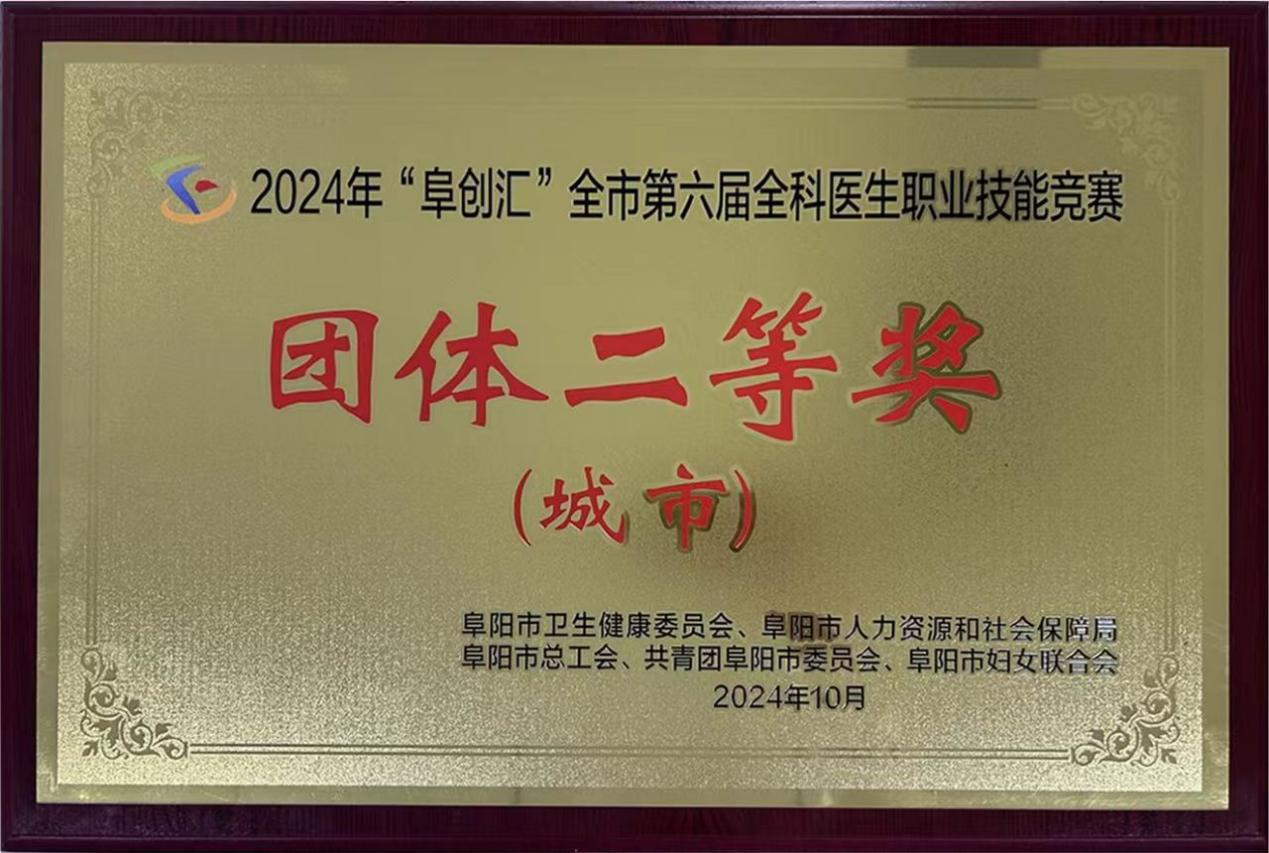 2024年“阜创汇”全市第六届全科医生职业技能竞赛
团体二等奖
(城市)
阜阳市卫生健康委员会、阜阳市人力资源和社会保障局
阜阳市总工会、共青团阜阳市委员会、阜阳市妇女联合会
2024年10月